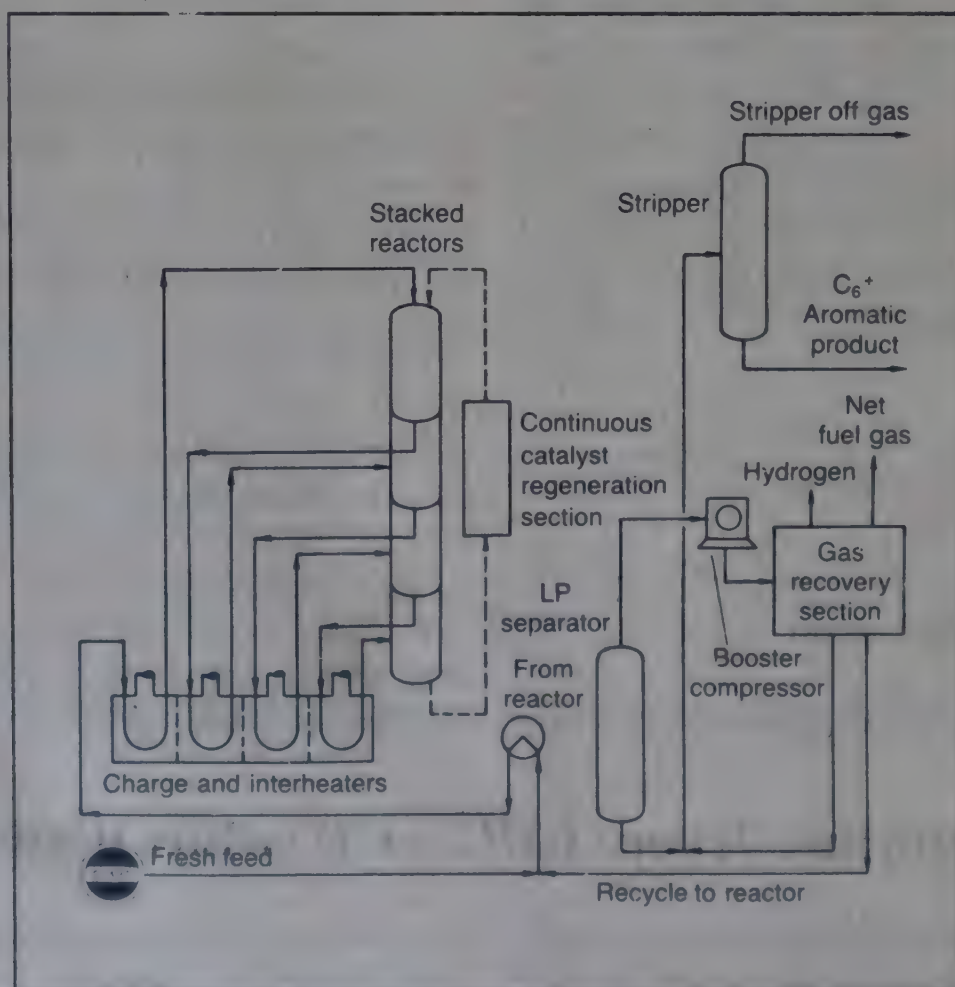 Stripper off gas
Stripper
Stacked
reactors
C₆⁺
Aromatic
product
Net
fuel gas
Hydrogen
Continuous
catalyst
regeneration
section
Gas
recovery
section
LP
separator
From
reactor
Booster
compressor
Charge and interheaters
Fresh feed
Recycle to reactor